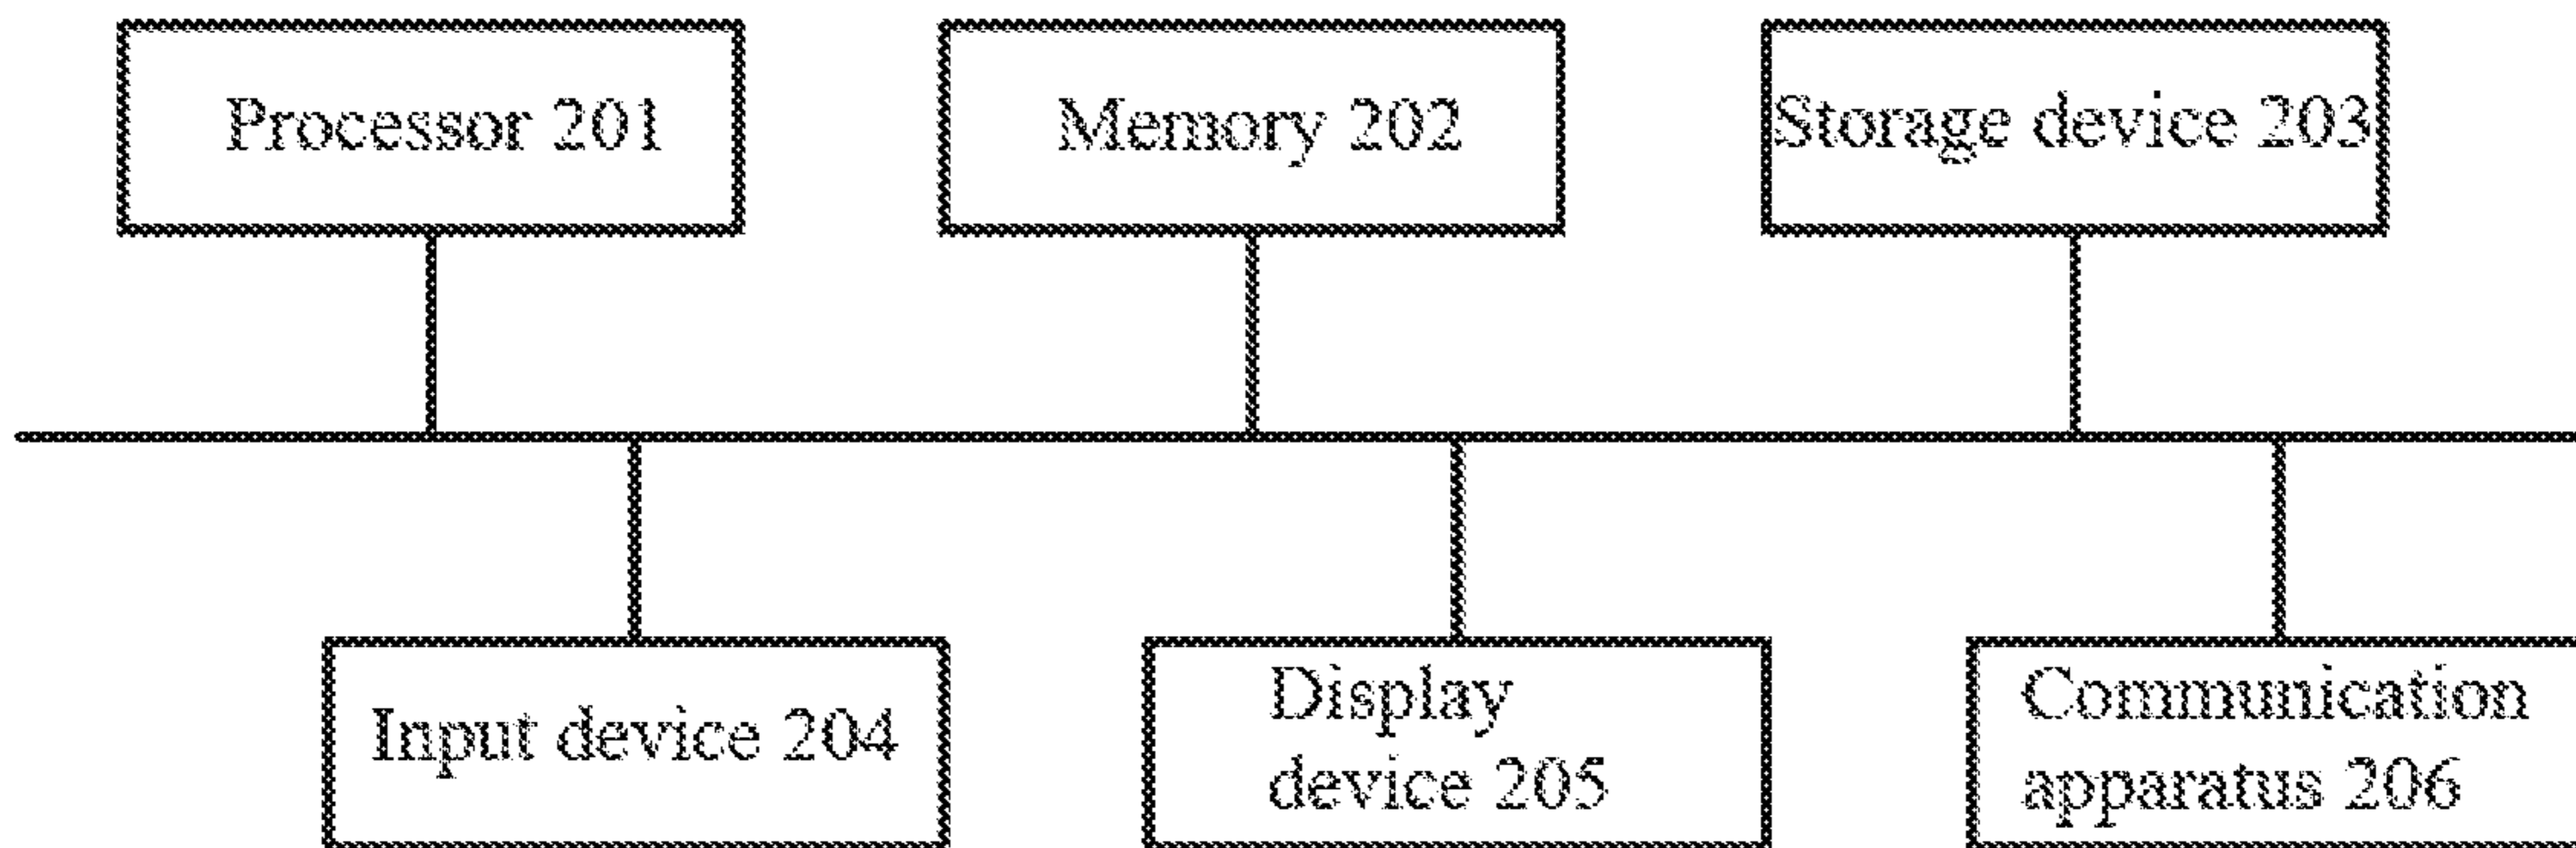 Processor 201
Memory 202
Storage device 203
Input device 204
Display
device 205
Communication
apparatus 206